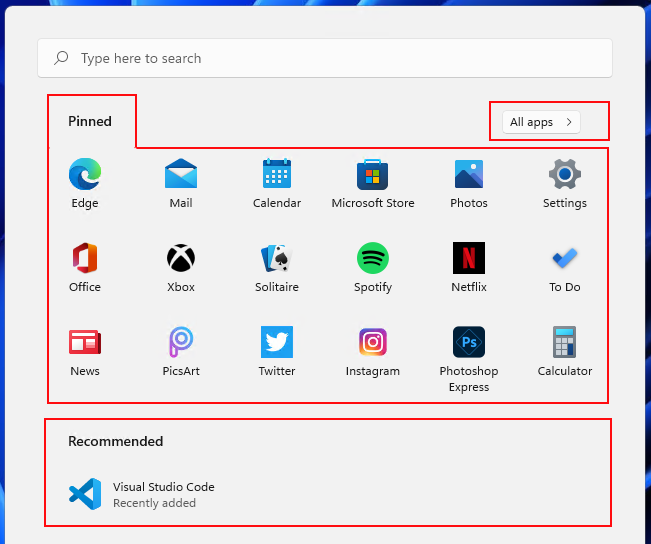 Type here to search
Pinned
All apps
Edge
Mail
Calendar
Microsoft Store
Photos
Settings
Office
Xbox
Solitaire
Spotify
Netflix
To Do
News
PicsArt
Twitter
Instagram
Ps
Photoshop
Express
Calculator
Recommended
Visual Studio Code
Recently added